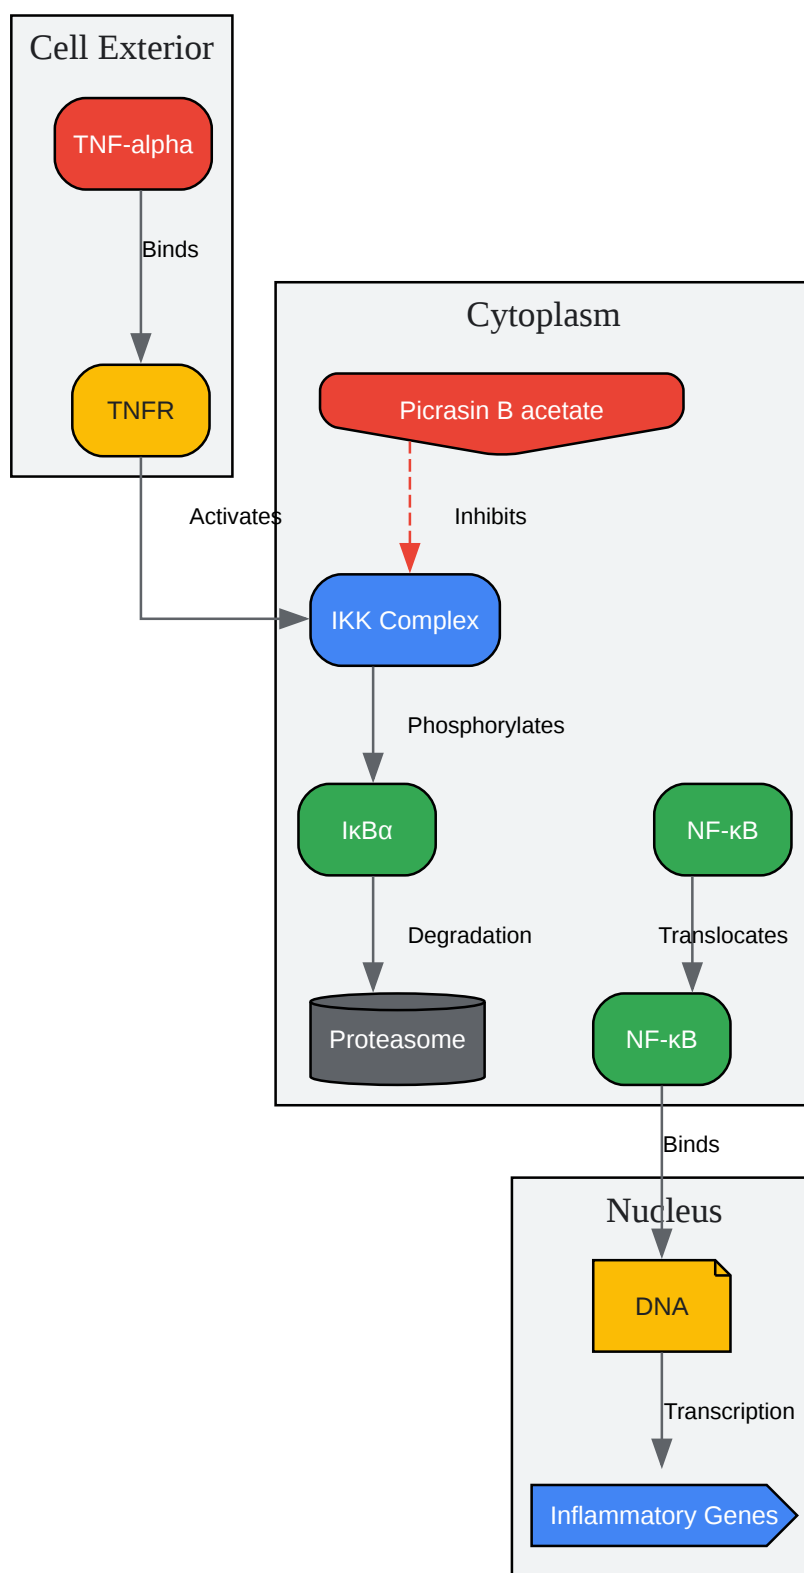 Cell Exterior
TNF-alpha
Binds
TNFR
Activates
Cytoplasm
Picrasin B acetate
Inhibits
IKK Complex
Phosphorylates
IκBα
NF-κB
Degradation
Translocates
Proteasome
NF-κB
Binds
Nucleus
DNA
Transcription
Inflammatory Genes